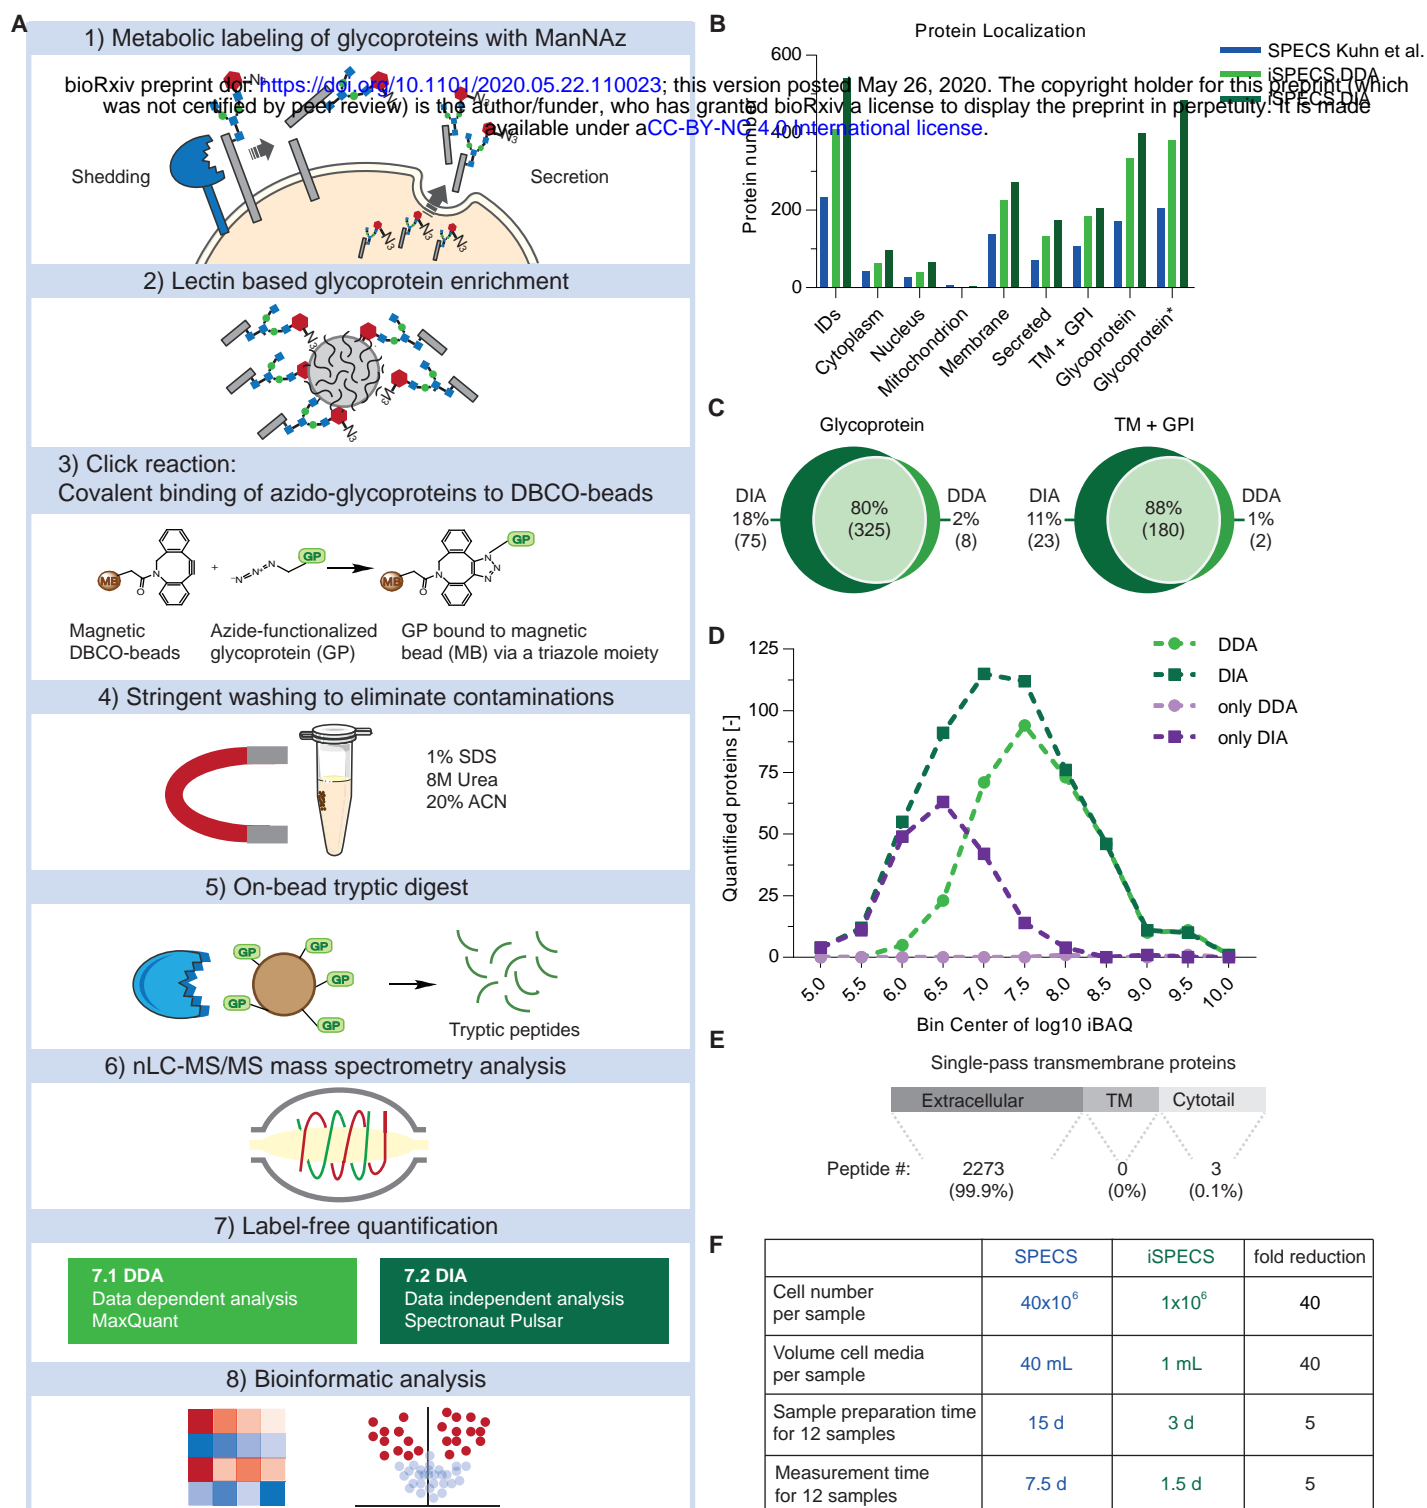 A
1) Metabolic labeling of glycoproteins with ManNAz
bioRxiv preprint doi: https://doi.org/10.1101/2020.05.22.110023; this version posted May 26, 2020. The copyright holder for this preprint (which
was not certified by peer review) is the author/funder, who has granted bioRxiv a license to display the preprint in perpetuity. It is made
available under aCC-BY-NC 4.0 International license.
N3
N3
N3
Shedding
Secretion
N3
N3
N3
2) Lectin based glycoprotein enrichment
N3
N3
N3
3) Click reaction:
Covalent binding of azido-glycoproteins to DBCO-beads
MB
N
O
+
⁻N
N⁺
N
GP
MB
N
O
N
N
N
GP
Magnetic
DBCO-beads
Azide-functionalized
glycoprotein (GP)
GP bound to magnetic
bead (MB) via a triazole moiety
4) Stringent washing to eliminate contaminations
1% SDS
8M Urea
20% ACN
5) On-bead tryptic digest
GP
GP
GP
GP
GP
Tryptic peptides
6) nLC-MS/MS mass spectrometry analysis
7) Label-free quantification
7.1 DDA
Data dependent analysis
MaxQuant
7.2 DIA
Data independent analysis
Spectronaut Pulsar
8) Bioinformatic analysis
B
Protein Localization
SPECS Kuhn et al.
iSPECS DDA
iSPECS DIA
Protein number
600
400
200
0
IDs
Cytoplasm
Nucleus
Mitochondrion
Membrane
Secreted
TM + GPI
Glycoprotein
Glycoprotein*
C
Glycoprotein
DIA
18%
(75)
80%
(325)
DDA
2%
(8)
TM + GPI
DIA
11%
(23)
88%
(180)
DDA
1%
(2)
D
Quantified proteins [-]
125
100
75
50
25
0
DDA
DIA
only DDA
only DIA
5.0
5.5
6.0
6.5
7.0
7.5
8.0
8.5
9.0
9.5
10.0
Bin Center of log10 iBAQ
E
Single-pass transmembrane proteins
Extracellular TM Cytotail
Peptide #: 2273 0 3
(99.9%) (0%) (0.1%)
F
SPECS iSPECS fold reduction
Cell number
per sample
40x10⁶ 1x10⁶ 40
Volume cell media
per sample
40 mL 1 mL 40
Sample preparation time
for 12 samples
15 d 3 d 5
Measurement time
for 12 samples
7.5 d 1.5 d 5